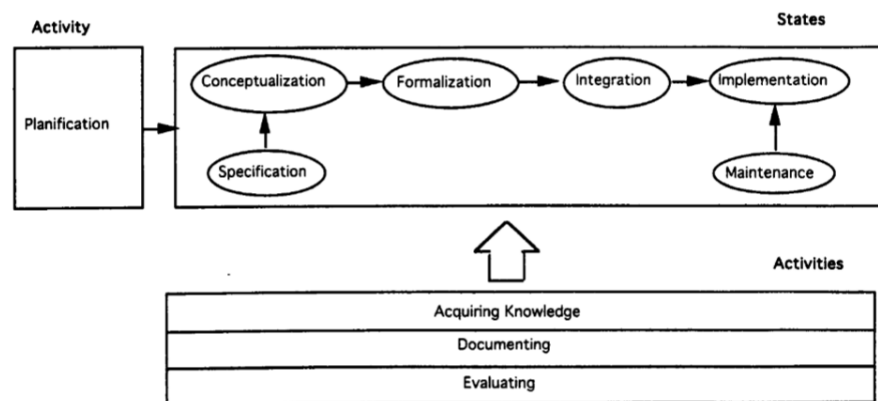 Activity
States
Planification
Conceptualization
Formalization
Integration
Implementation
Specification
Maintenance
Activities
Acquiring Knowledge
Documenting
Evaluating